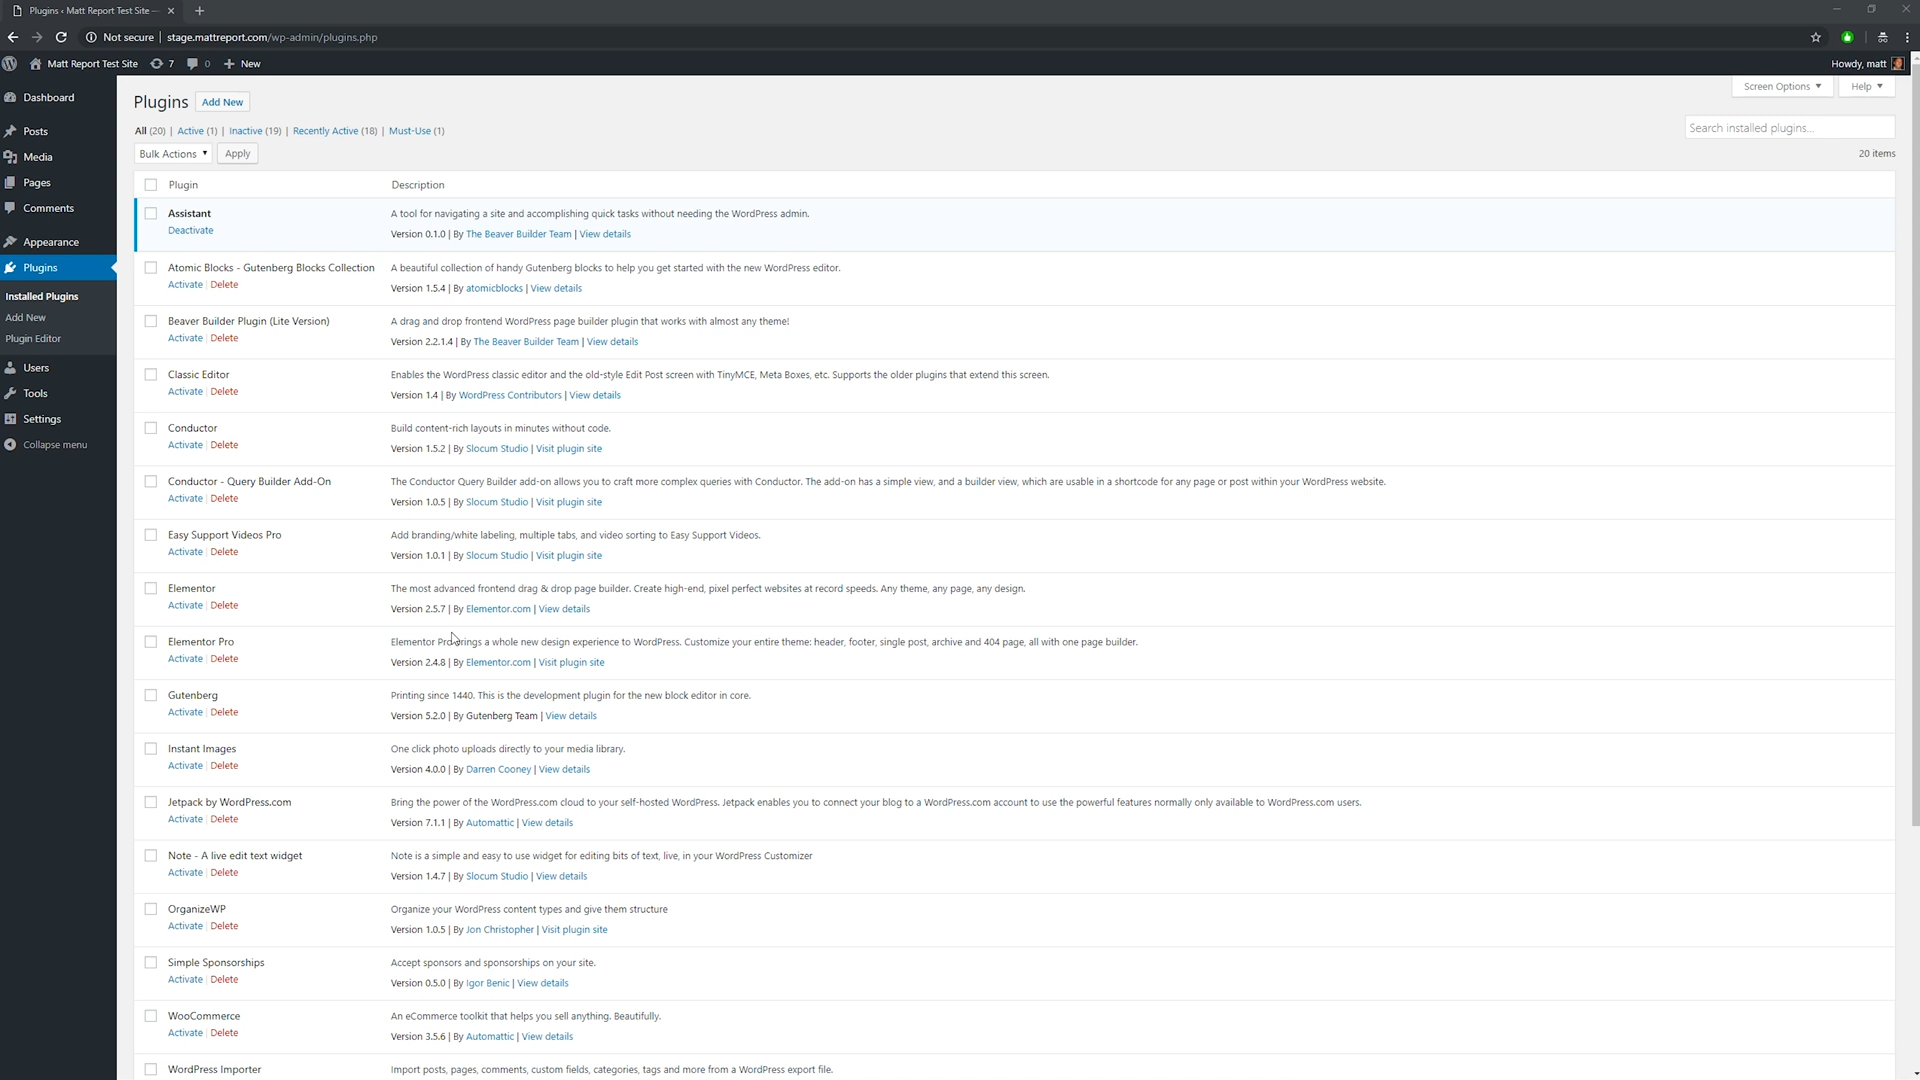 Plugins ‹ Matt Report Test Site —
Not secure | stage.mattreport.com/wp-admin/plugins.php
Matt Report Test Site 7 0 + New Howdy, matt
Screen Options ▼ Help ▼
Dashboard
Posts
Media
Pages
Comments
Appearance
Plugins
Installed Plugins
Add New
Plugin Editor
Users
Tools
Settings
Collapse menu
Plugins Add New
All (20) | Active (1) | Inactive (19) | Recently Active (18) | Must-Use (1)
Search installed plugins...
Bulk Actions ▼ Apply
20 items
Plugin Description
Assistant A tool for navigating a site and accomplishing quick tasks without needing the WordPress admin.
Deactivate Version 0.1.0 | By The Beaver Builder Team | View details
Atomic Blocks - Gutenberg Blocks Collection A beautiful collection of handy Gutenberg blocks to help you get started with the new WordPress editor.
Activate | Delete Version 1.5.4 | By atomicblocks | View details
Beaver Builder Plugin (Lite Version) A drag and drop frontend WordPress page builder plugin that works with almost any theme!
Activate | Delete Version 2.2.1.4 | By The Beaver Builder Team | View details
Classic Editor Enables the WordPress classic editor and the old-style Edit Post screen with TinyMCE, Meta Boxes, etc. Supports the older plugins that extend this screen.
Activate | Delete Version 1.4 | By WordPress Contributors | View details
Conductor Build content-rich layouts in minutes without code.
Activate | Delete Version 1.5.2 | By Slocum Studio | Visit plugin site
Conductor - Query Builder Add-On The Conductor Query Builder add-on allows you to craft more complex queries with Conductor. The add-on has a simple view, and a builder view, which are usable in a shortcode for any page or post within your WordPress website.
Activate | Delete Version 1.0.5 | By Slocum Studio | Visit plugin site
Easy Support Videos Pro Add branding/white labeling, multiple tabs, and video sorting to Easy Support Videos.
Activate | Delete Version 1.0.1 | By Slocum Studio | Visit plugin site
Elementor The most advanced frontend drag & drop page builder. Create high-end, pixel perfect websites at record speeds. Any theme, any page, any design.
Activate | Delete Version 2.5.7 | By Elementor.com | View details
Elementor Pro Elementor Pro brings a whole new design experience to WordPress. Customize your entire theme: header, footer, single post, archive and 404 page, all with one page builder.
Activate | Delete Version 2.4.8 | By Elementor.com | Visit plugin site
Gutenberg Printing since 1440. This is the development plugin for the new block editor in core.
Activate | Delete Version 5.2.0 | By Gutenberg Team | View details
Instant Images One click photo uploads directly to your media library.
Activate | Delete Version 4.0.0 | By Darren Cooney | View details
Jetpack by WordPress.com Bring the power of the WordPress.com cloud to your self-hosted WordPress. Jetpack enables you to connect your blog to a WordPress.com account to use the powerful features normally only available to WordPress.com users.
Activate | Delete Version 7.1.1 | By Automattic | View details
Note - A live edit text widget Note is a simple and easy to use widget for editing bits of text, live, in your WordPress Customizer
Activate | Delete Version 1.4.7 | By Slocum Studio | View details
OrganizeWP Organize your WordPress content types and give them structure
Activate | Delete Version 1.0.5 | By Jon Christopher | Visit plugin site
Simple Sponsorships Accept sponsors and sponsorships on your site.
Activate | Delete Version 0.5.0 | By Igor Benic | View details
WooCommerce An eCommerce toolkit that helps you sell anything. Beautifully.
Activate | Delete Version 3.5.6 | By Automattic | View details
WordPress Importer Import posts, pages, comments, custom fields, categories, tags and more from a WordPress export file.